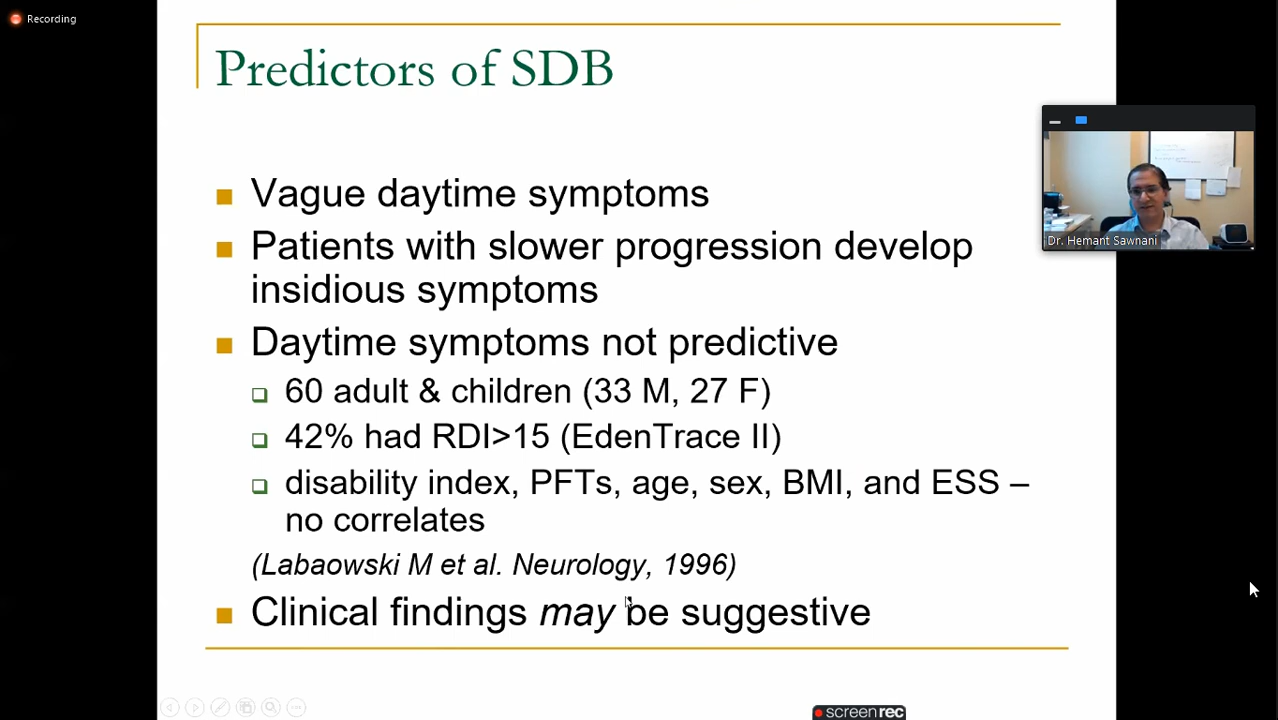 Recording
Predictors of SDB
Vague daytime symptoms
Patients with slower progression develop
insidious symptoms
Daytime symptoms not predictive
60 adult & children (33 M, 27 F)
42% had RDI>15 (EdenTrace II)
disability index, PFTs, age, sex, BMI, and ESS –
no correlates
(Labaowski M et al. Neurology, 1996)
Clinical findings may be suggestive
Dr. Hemant Sawnani
screenrec